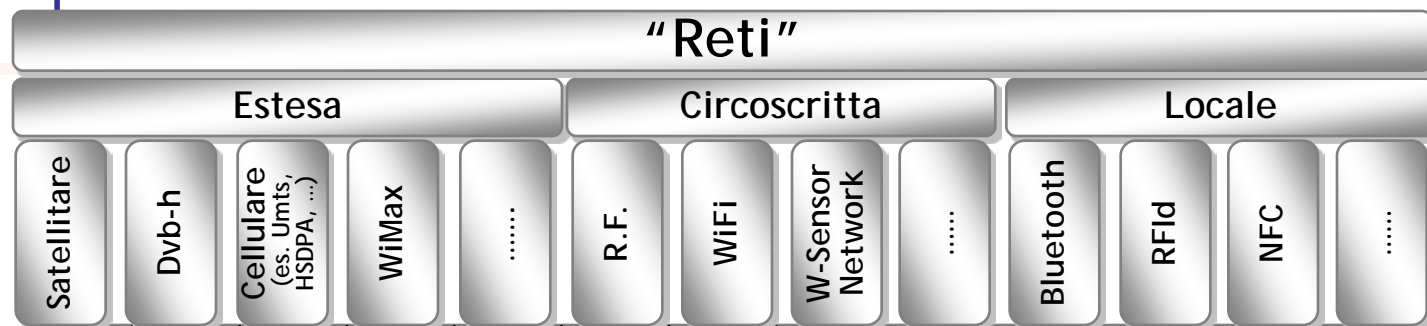 “Reti”
Estesa
Circoscritta
Locale
Satellitare
Dvb-h
Cellulare
(es. Umts,
HSDPA, ...)
WiMax
.......
R.F.
WiFi
W-Sensor
Network
......
Bluetooth
RFId
NFC
......